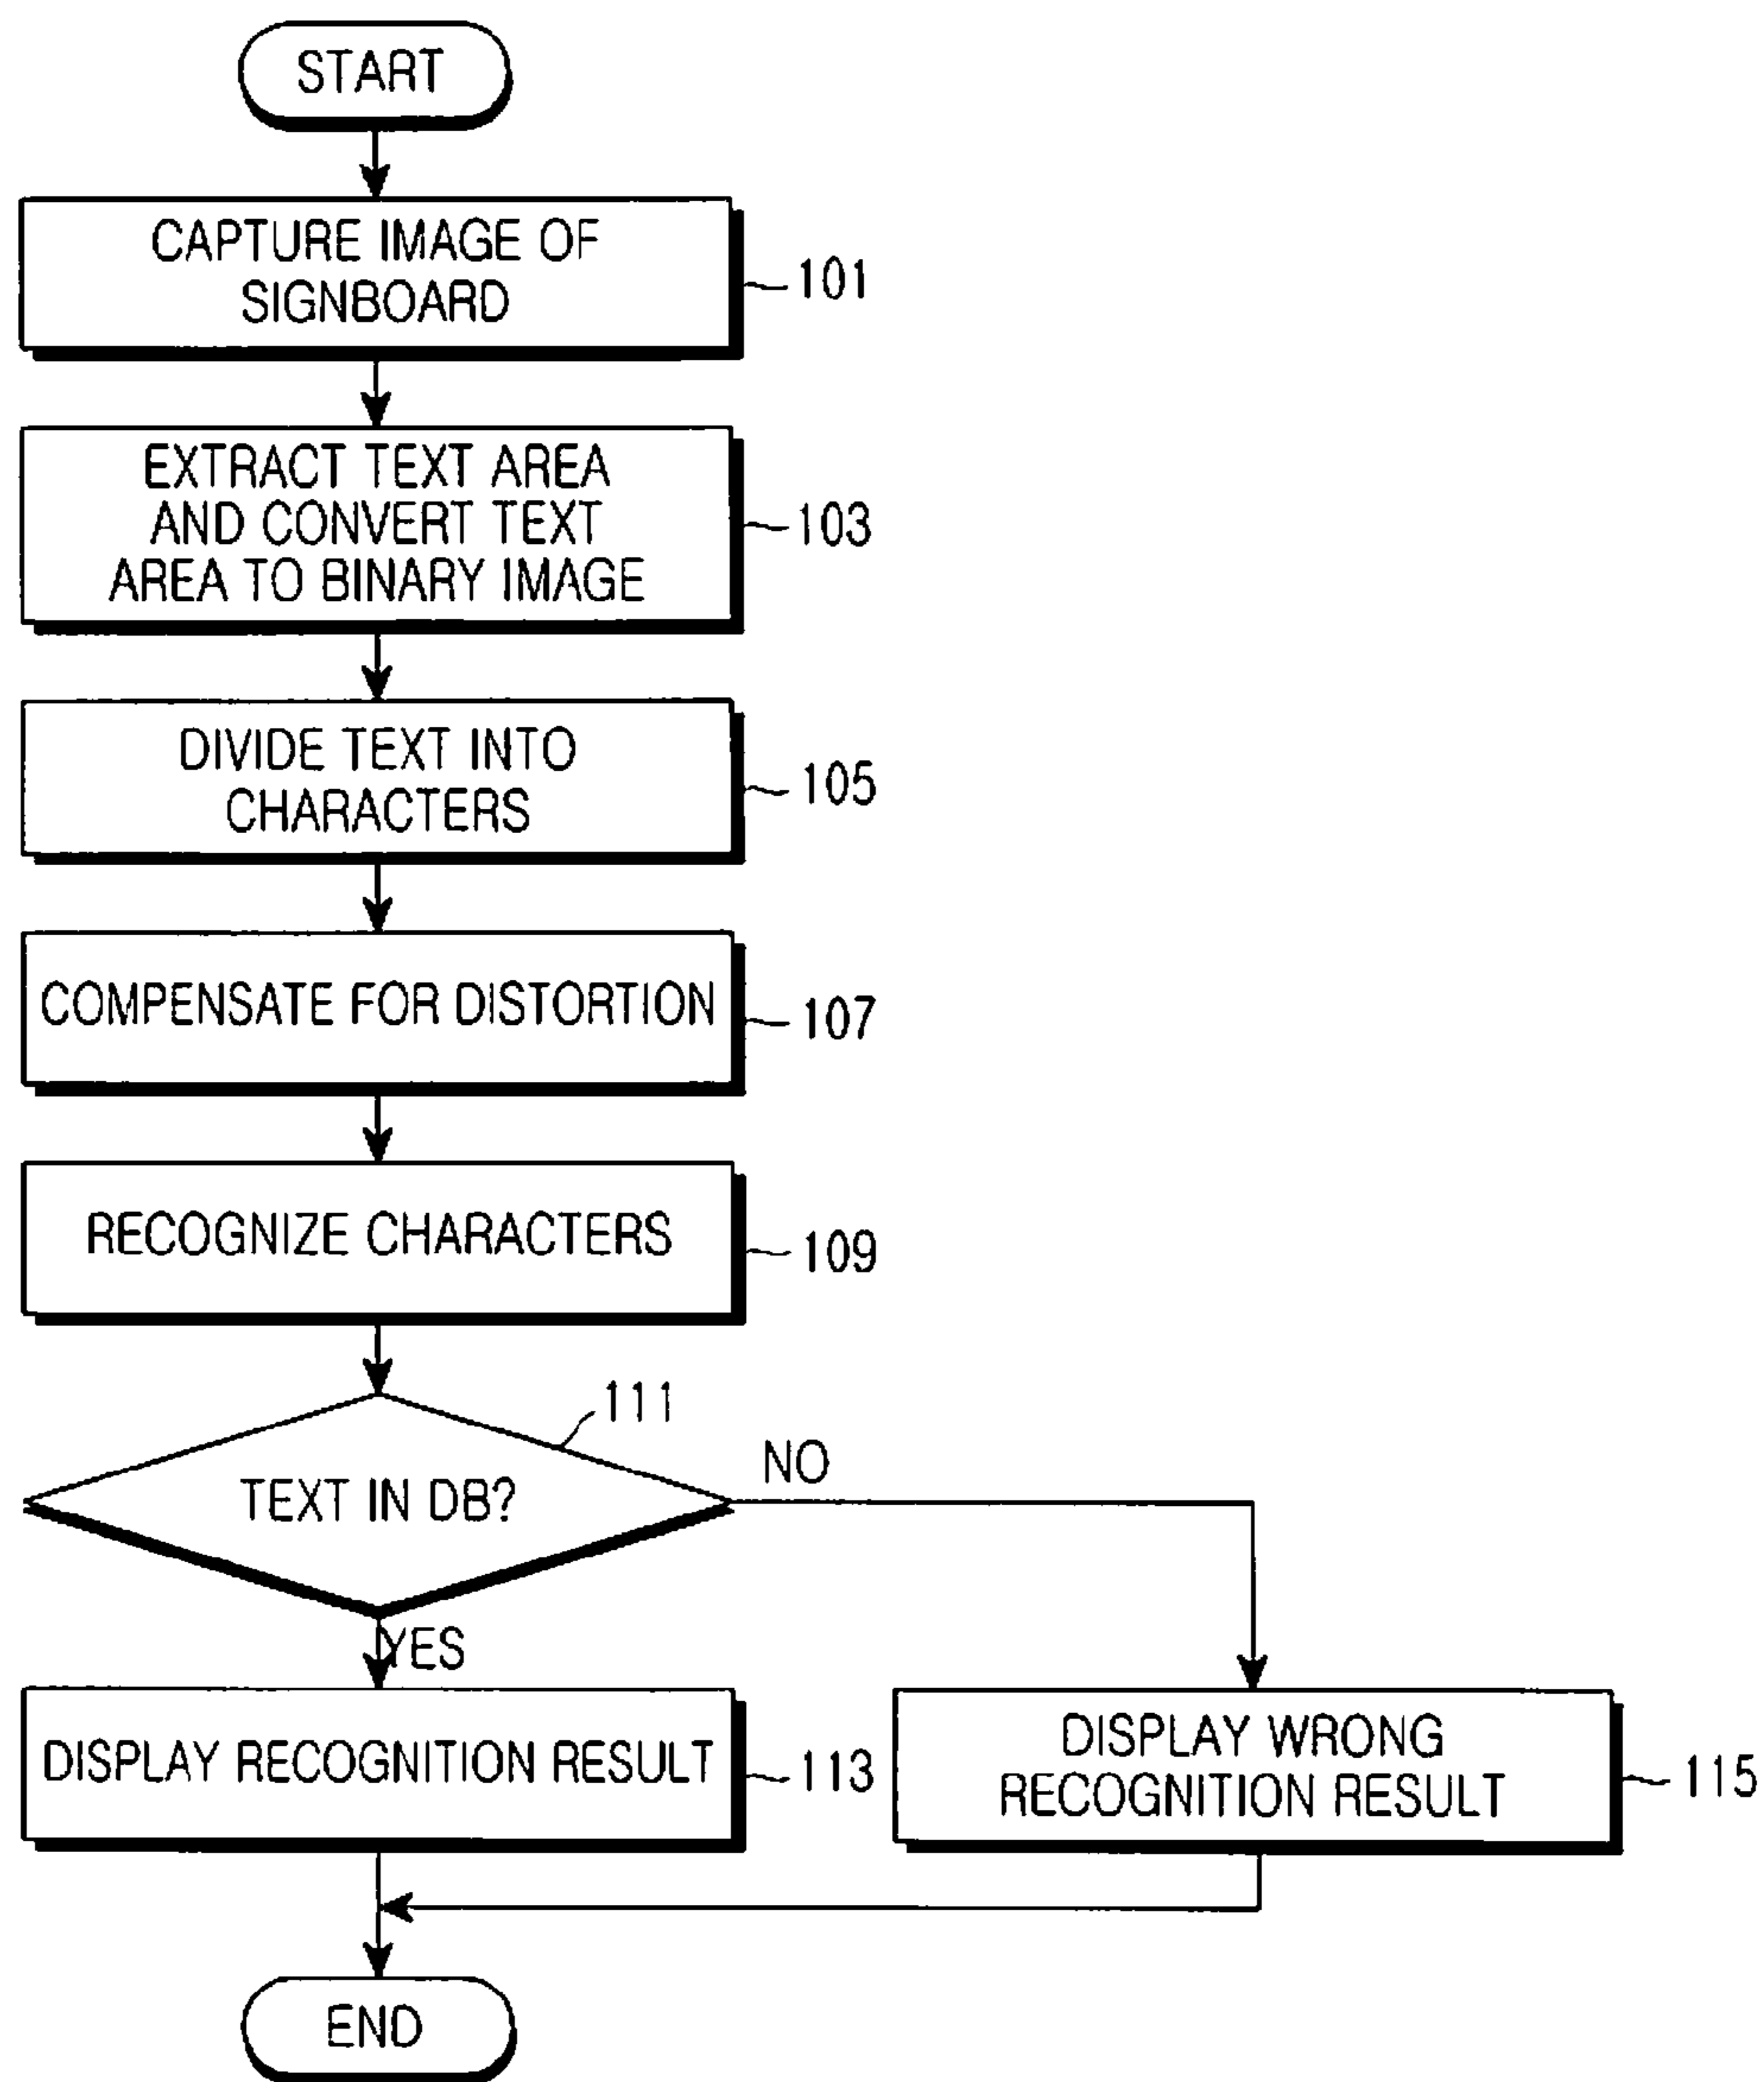 START
CAPTURE IMAGE OF
SIGNBOARD
101
EXTRACT TEXT AREA
AND CONVERT TEXT
AREA TO BINARY IMAGE
103
DIVIDE TEXT INTO
CHARACTERS
105
COMPENSATE FOR DISTORTION
107
RECOGNIZE CHARACTERS
109
111
TEXT IN DB?
NO
YES
DISPLAY RECOGNITION RESULT
113
DISPLAY WRONG
RECOGNITION RESULT
115
END